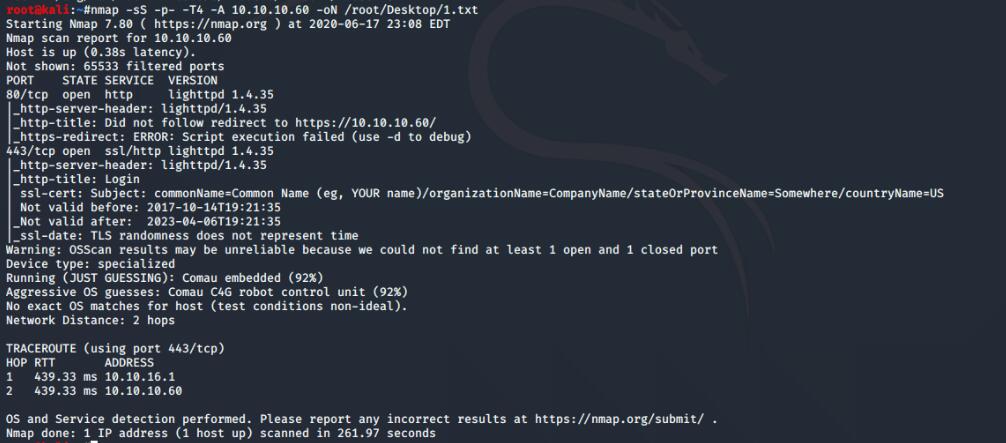 root@kali:~#nmap -sS -p- -T4 -A 10.10.10.60 -oN /root/Desktop/1.txt
Starting Nmap 7.80 ( https://nmap.org ) at 2020-06-17 23:08 EDT
Nmap scan report for 10.10.10.60
Host is up (0.38s latency).
Not shown: 65533 filtered ports
PORT    STATE SERVICE  VERSION
80/tcp  open  http     lighttpd 1.4.35
|_http-server-header: lighttpd/1.4.35
|_http-title: Did not follow redirect to https://10.10.10.60/
|_https-redirect: ERROR: Script execution failed (use -d to debug)
443/tcp open  ssl/http lighttpd 1.4.35
|_http-server-header: lighttpd/1.4.35
|_http-title: Login
| ssl-cert: Subject: commonName=Common Name (eg, YOUR name)/organizationName=CompanyName/stateOrProvinceName=Somewhere/countryName=US
| Not valid before: 2017-10-14T19:21:35
|_Not valid after:  2023-04-06T19:21:35
|_ssl-date: TLS randomness does not represent time
Warning: OSScan results may be unreliable because we could not find at least 1 open and 1 closed port
Device type: specialized
Running (JUST GUESSING): Comau embedded (92%)
Aggressive OS guesses: Comau C4G robot control unit (92%)
No exact OS matches for host (test conditions non-ideal).
Network Distance: 2 hops

TRACEROUTE (using port 443/tcp)
HOP RTT       ADDRESS
1   439.33 ms 10.10.16.1
2   439.33 ms 10.10.10.60

OS and Service detection performed. Please report any incorrect results at https://nmap.org/submit/ .
Nmap done: 1 IP address (1 host up) scanned in 261.97 seconds